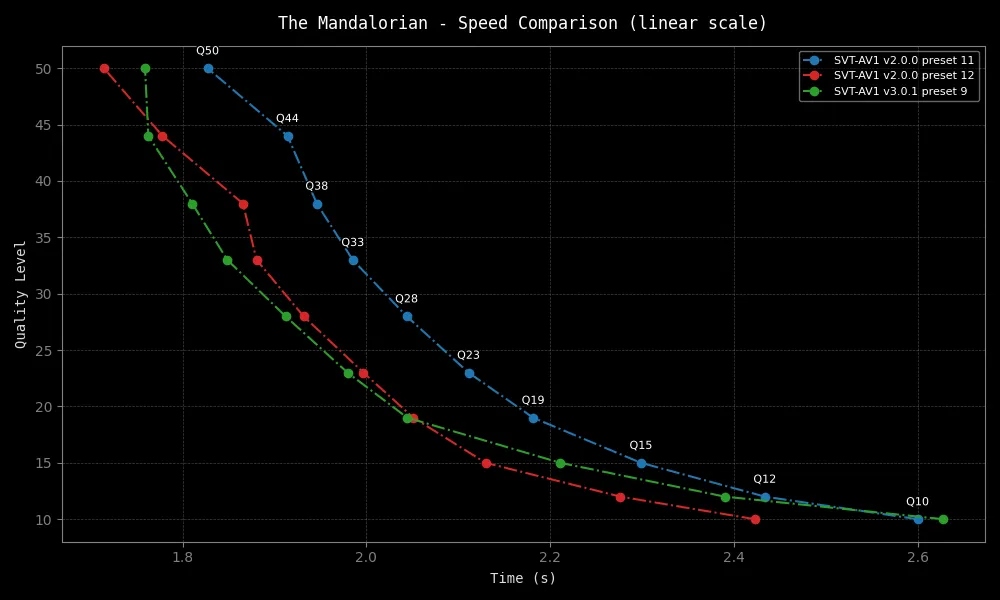 The Mandalorian - Speed Comparison (linear scale)
SVT-AV1 v2.0.0 preset 11
SVT-AV1 v2.0.0 preset 12
SVT-AV1 v3.0.1 preset 9
Quality Level
50
45
40
35
30
25
20
15
10
Q50
Q44
Q38
Q33
Q28
Q23
Q19
Q15
Q12
Q10
1.8
2.0
2.2
2.4
2.6
Time (s)